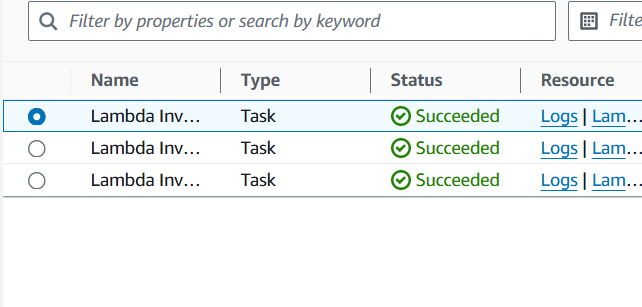 Filter by properties or search by keyword
Filte
Name Type Status Resource
Lambda Inv... Task Succeeded Logs | Lam...
Lambda Inv... Task Succeeded Logs | Lam...
Lambda Inv... Task Succeeded Logs | Lam...